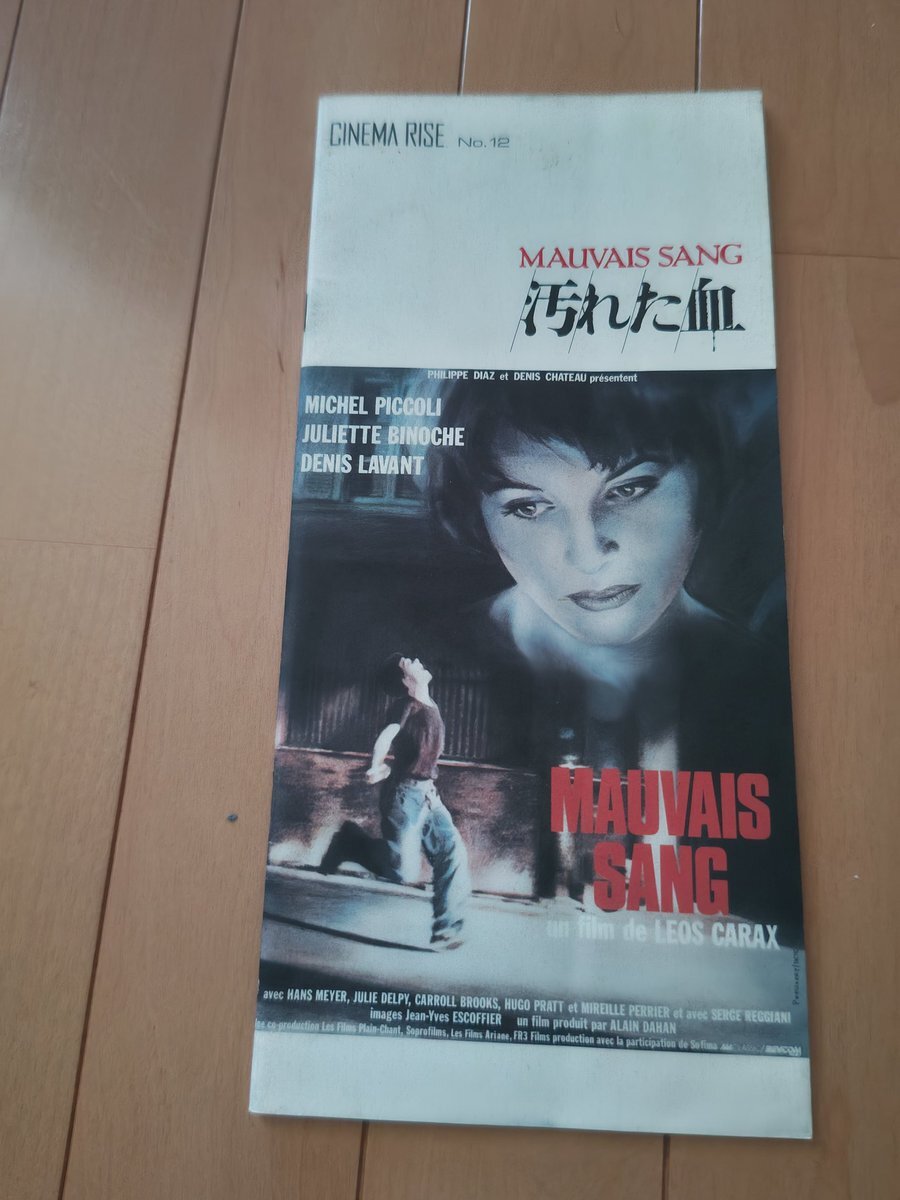 CINEMA RISE No.12
MAUVAIS SANG
汚れた血
PHILIPPE DIAZ et DENIS CHATEAU présentent
MICHEL PICCOLI
JULIETTE BINOCHE
DENIS LAVANT
MAUVAIS
SANG
un film de LEOS CARAX
avec HANS MEYER, JULIE DELPY, CARROLL BROOKS, HUGO PRATT et MIREILLE PERRIER et avec SERGE REGGIANI
images Jean-Yves ESCOFFIER un film produit par ALAIN DAHAN
ne co-production Les Films Plain-Chant, Soprofilms, Les Films Ariane, FR3 Films production avec la participation de Sofima